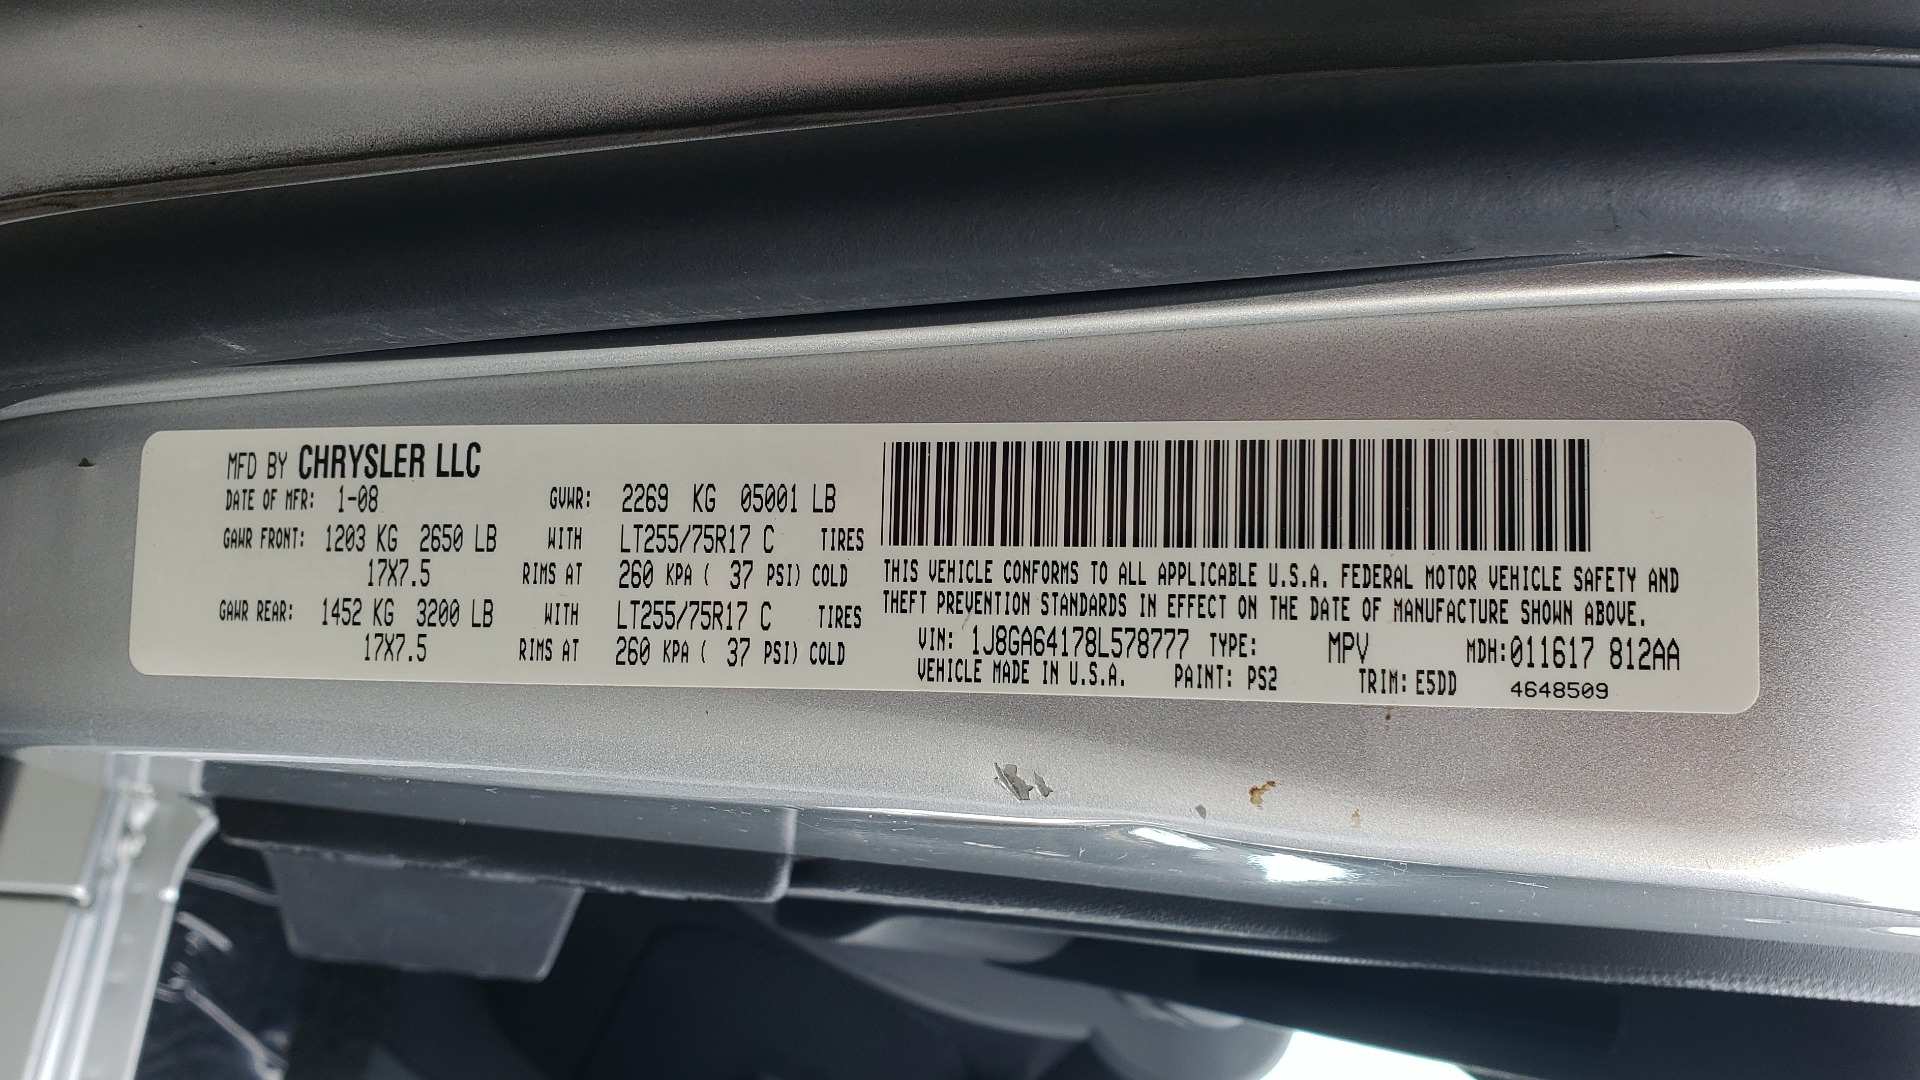 MFD BY CHRYSLER LLC
DATE OF MFR: 1-08 GVWR: 2269 KG 05001 LB
GAWR FRONT: 1203 KG 2650 LB WITH LT255/75R17 C TIRES
17X7.5 RIMS AT 260 KPA ( 37 PSI) COLD
GAWR REAR: 1452 KG 3200 LB WITH LT255/75R17 C TIRES
17X7.5 RIMS AT 260 KPA ( 37 PSI) COLD
THIS VEHICLE CONFORMS TO ALL APPLICABLE U.S.A. FEDERAL MOTOR VEHICLE SAFETY AND
THEFT PREVENTION STANDARDS IN EFFECT ON THE DATE OF MANUFACTURE SHOWN ABOVE.
VIN: 1J8GA64178L578777 TYPE: MPV MDH:011617 812AA
VEHICLE MADE IN U.S.A. PAINT: PS2 TRIM: E5DD 4648509